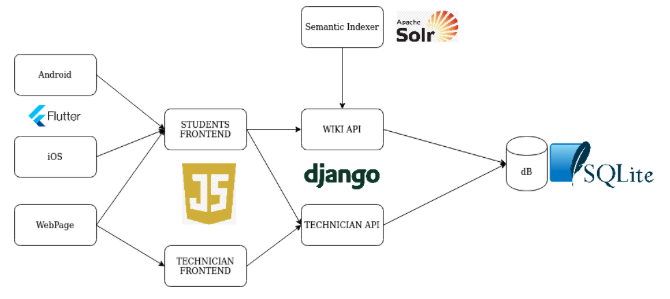 Semantic Indexer
Apache
Solr
Android
Flutter
STUDENTS
FRONTEND
WIKI API
iOS
JS
django
dB
SQLite
WebPage
TECHNICIAN API
TECHNICIAN
FRONTEND